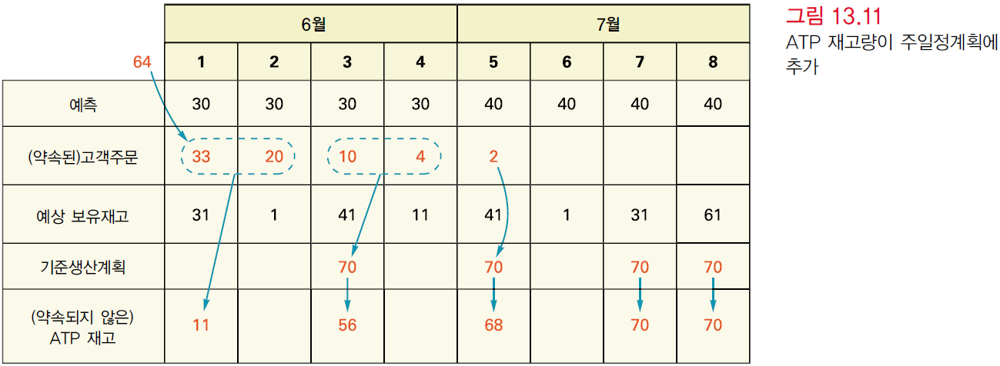 6월 7월
64 1 2 3 4 5 6 7 8
예측 30 30 30 30 40 40 40 40
(약속된)고객주문 33 20 10 4 2
예상 보유재고 31 1 41 11 41 1 31 61
기준생산계획 70 70 70 70
(약속되지 않은)
ATP 재고 11 56 68 70 70
그림 13.11
ATP 재고량이 주일정계획에
추가